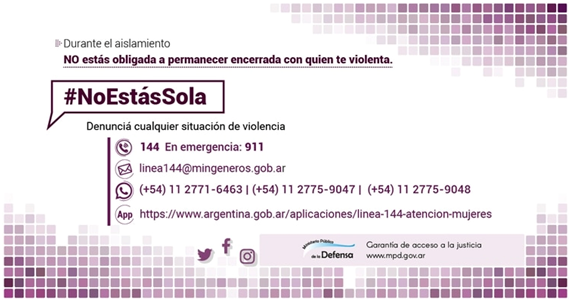 Durante el aislamiento
NO estás obligada a permanecer encerrada con quien te violenta.
#NoEstásSola
Denunciá cualquier situación de violencia
144 En emergencia: 911
linea144@mingeneros.gob.ar
(+54) 11 2771-6463 | (+54) 11 2775-9047 | (+54) 11 2775-9048
App https://www.argentina.gob.ar/aplicaciones/linea-144-atencion-mujeres
Ministerio Público
de la Defensa
Garantía de acceso a la justicia
www.mpd.gov.ar